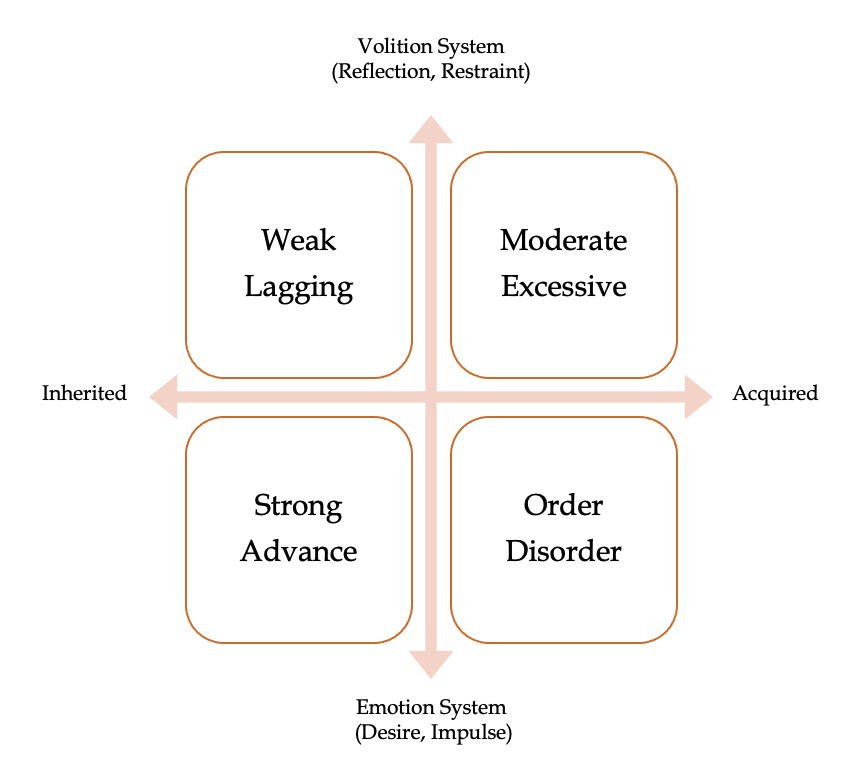 Volition System
(Reflection, Restraint)
Weak
Lagging
Moderate
Excessive
Inherited
Acquired
Strong
Advance
Order
Disorder
Emotion System
(Desire, Impulse)